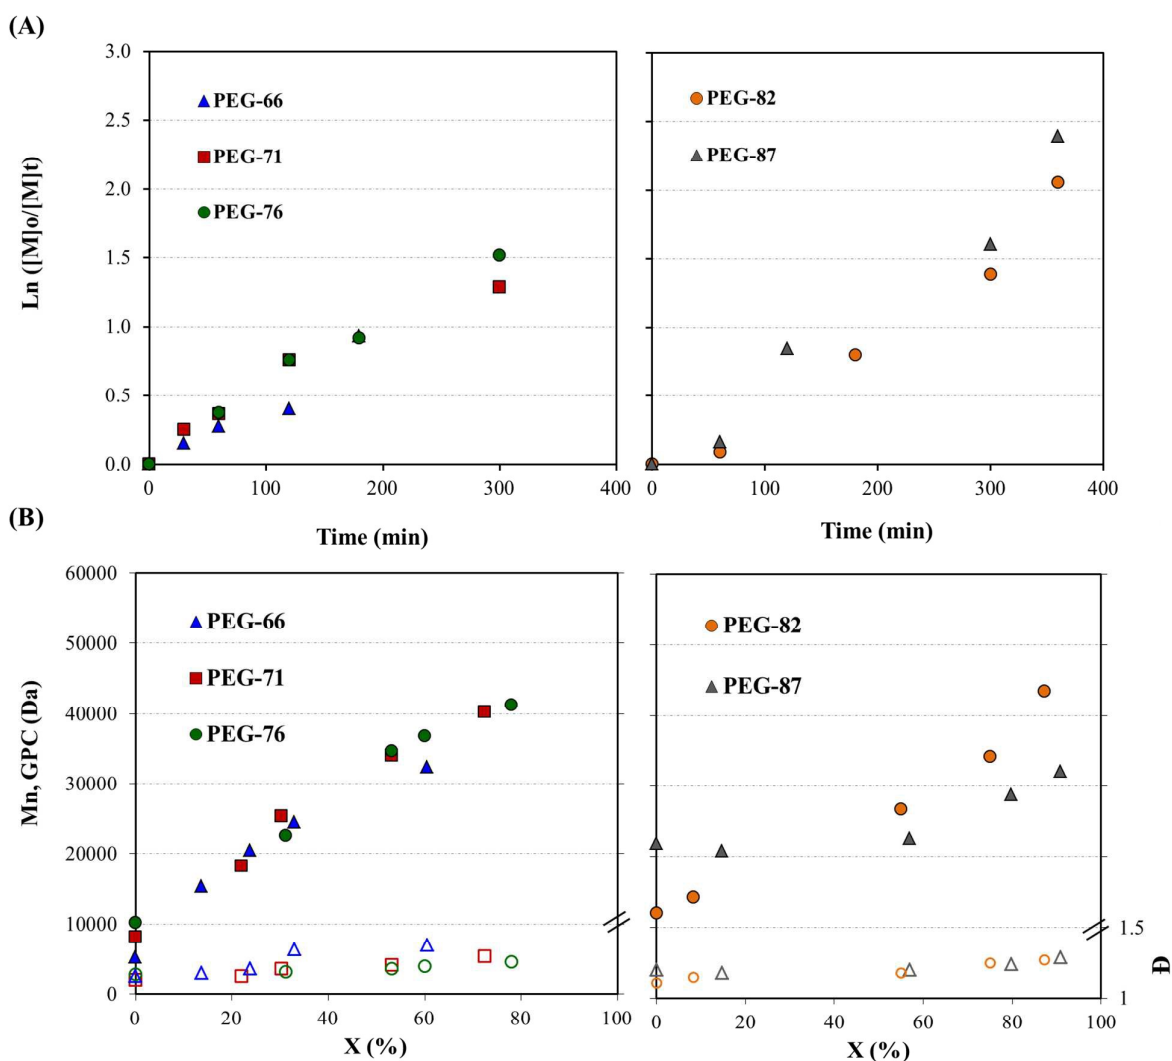 (A)
3.0
2.5
2.0
1.5
1.0
0.5
0.0
Ln ([M]o/[M]t)
PEG-66
PEG-71
PEG-76
0 100 200 300 400
Time (min)
PEG-82
PEG-87
0 100 200 300 400
Time (min)
(B)
60000
50000
40000
30000
20000
10000
0
Mn, GPC (Da)
PEG-66
PEG-71
PEG-76
0 20 40 60 80 100
X (%)
PEG-82
PEG-87
1.5
1
Đ
0 20 40 60 80 100
X (%)